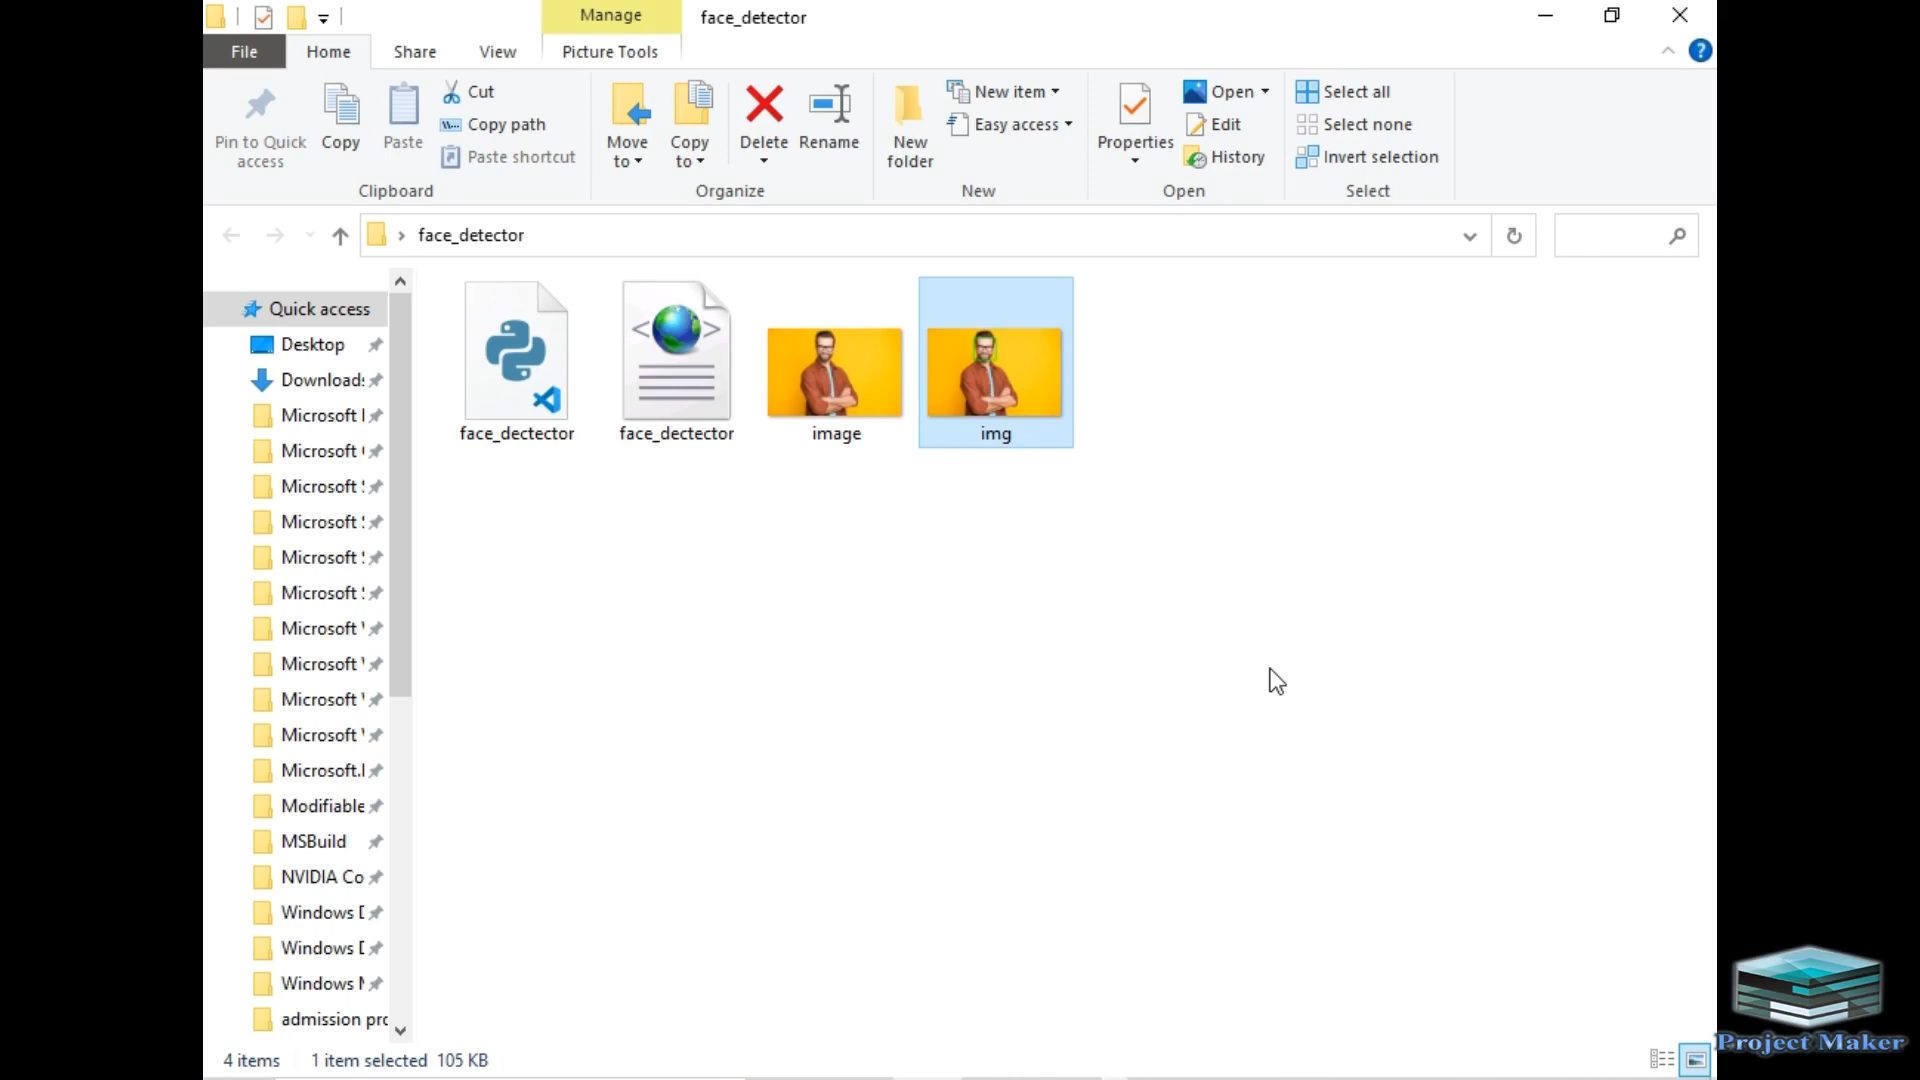 Manage
face_detector
File
Home
Share
View
Picture Tools
Pin to Quick access
Copy
Paste
Cut
Copy path
Paste shortcut
Clipboard
Move to
Copy to
Delete
Rename
Organize
New folder
New item
Easy access
New
Properties
Open
Edit
History
Open
Select all
Select none
Invert selection
Select
face_detector
Quick access
Desktop
Downloads
Microsoft
Microsoft
Microsoft
Microsoft
Microsoft
Microsoft
Microsoft
Microsoft
Microsoft
Microsoft
Microsoft.
Modifiable
MSBuild
NVIDIA Co
Windows
Windows
Windows
admission pro
face_dectector
face_dectector
image
img
4 items
1 item selected 105 KB
Project Maker